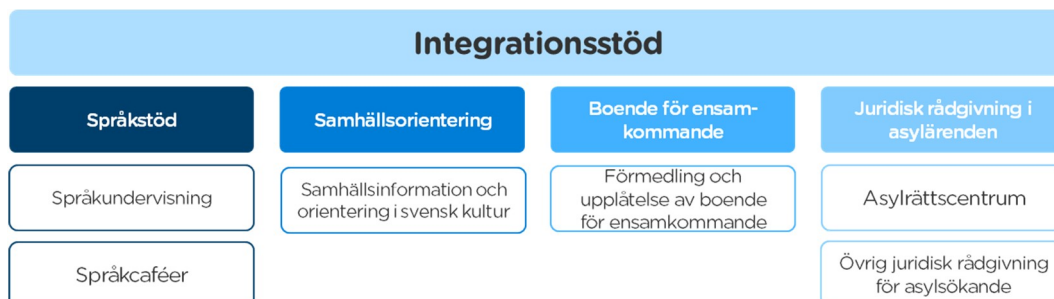 Integrationsstöd
Språkstöd
Samhällsorientering
Boende för ensam-
kommande
Juridisk rådgivning i
asylärenden
Språkundervisning
Samhällsinformation och
orientering i svensk kultur
Förmedling och
upplåtelse av boende
för ensamkommande
Asylrättscentrum
Språkcaféer
Övrig juridisk rådgivning
för asylsökande